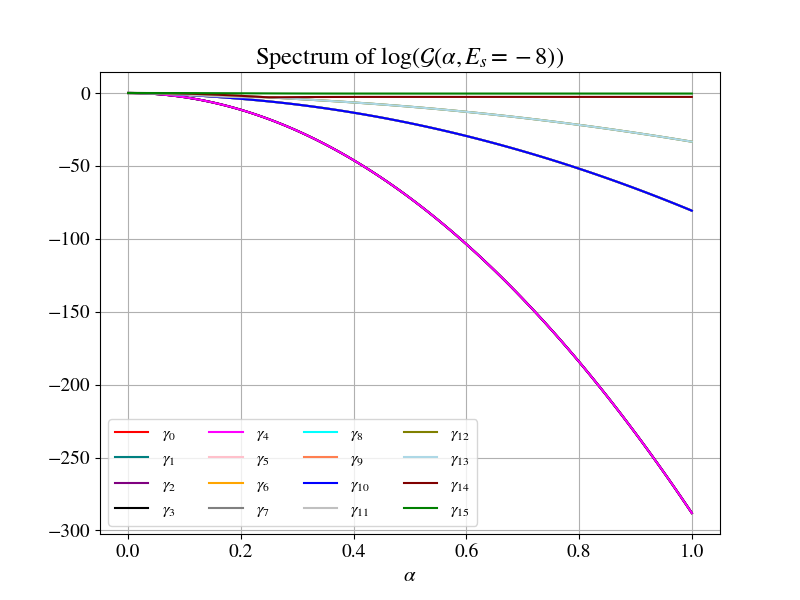 Spectrum of log(𝒢(α, E_s = −8))
0
−50
−100
−150
−200
−250
−300
γ₀ γ₄ γ₈ γ₁₂
γ₁ γ₅ γ₉ γ₁₃
γ₂ γ₆ γ₁₀ γ₁₄
γ₃ γ₇ γ₁₁ γ₁₅
0.0 0.2 0.4 0.6 0.8 1.0
α